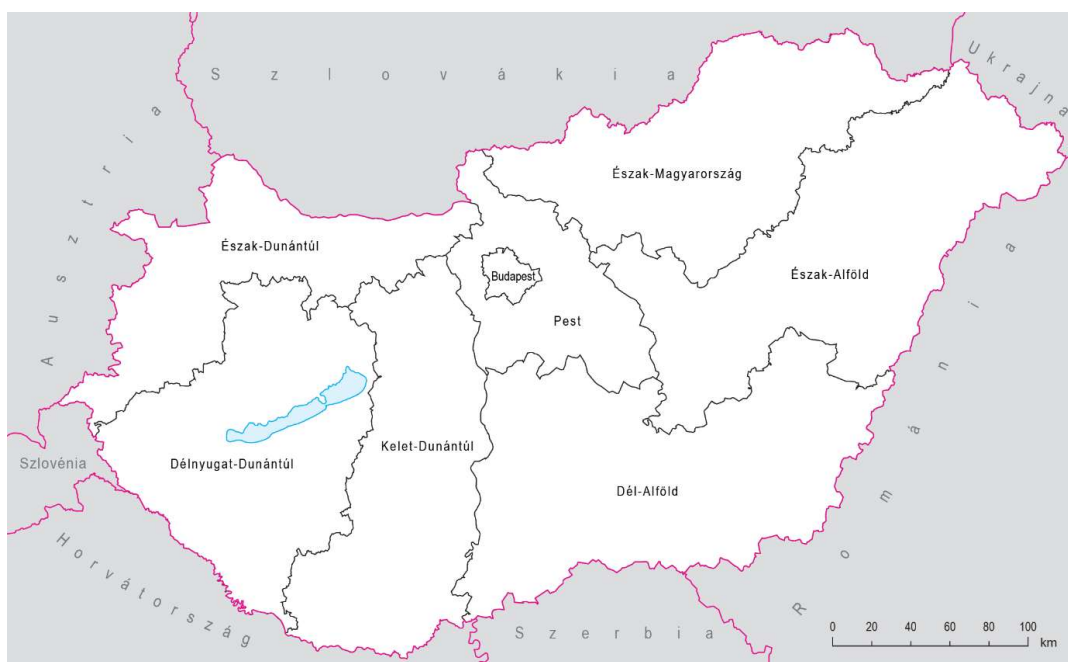 Szlovákia
Ukrajna
Ausztria
Észak-Magyarország
Észak-Dunántúl
Budapest
Észak-Alföld
Pest
Románia
Kelet-Dunántúl
Szlovénia
Délnyugat-Dunántúl
Dél-Alföld
Horvátország
Szerbia
0 20 40 60 80 100
km